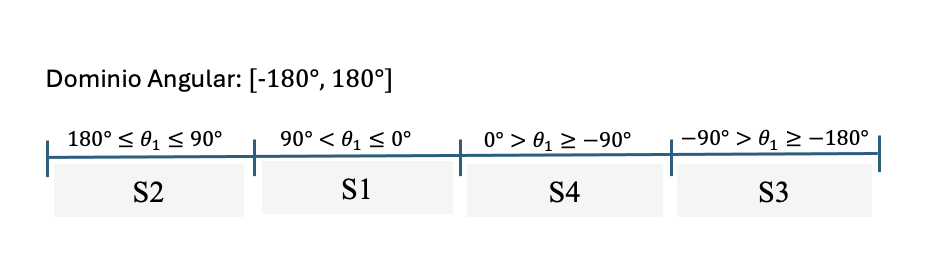 Dominio Angular: [-180°, 180°]
180° ≤ θ₁ ≤ 90° 90° < θ₁ ≤ 0° 0° > θ₁ ≥ −90° −90° > θ₁ ≥ −180°
S2 S1 S4 S3